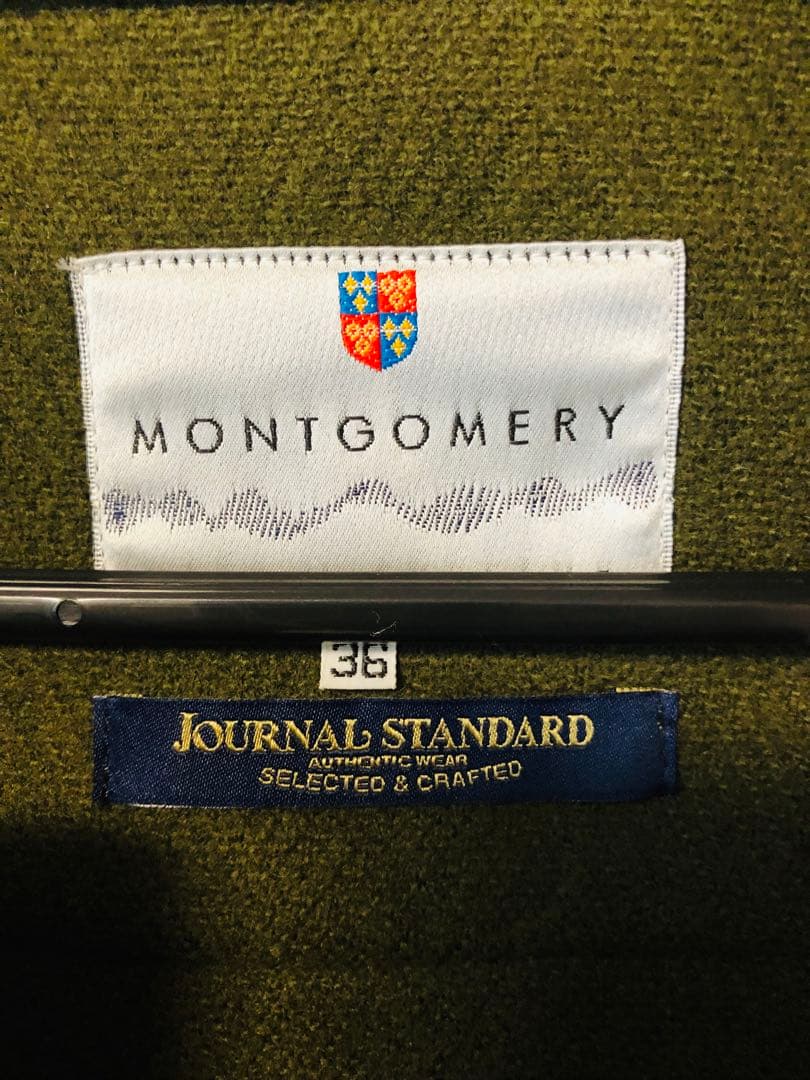 MONTGOMERY
36
JOURNAL STANDARD
AUTHENTIC WEAR
SELECTED & CRAFTED